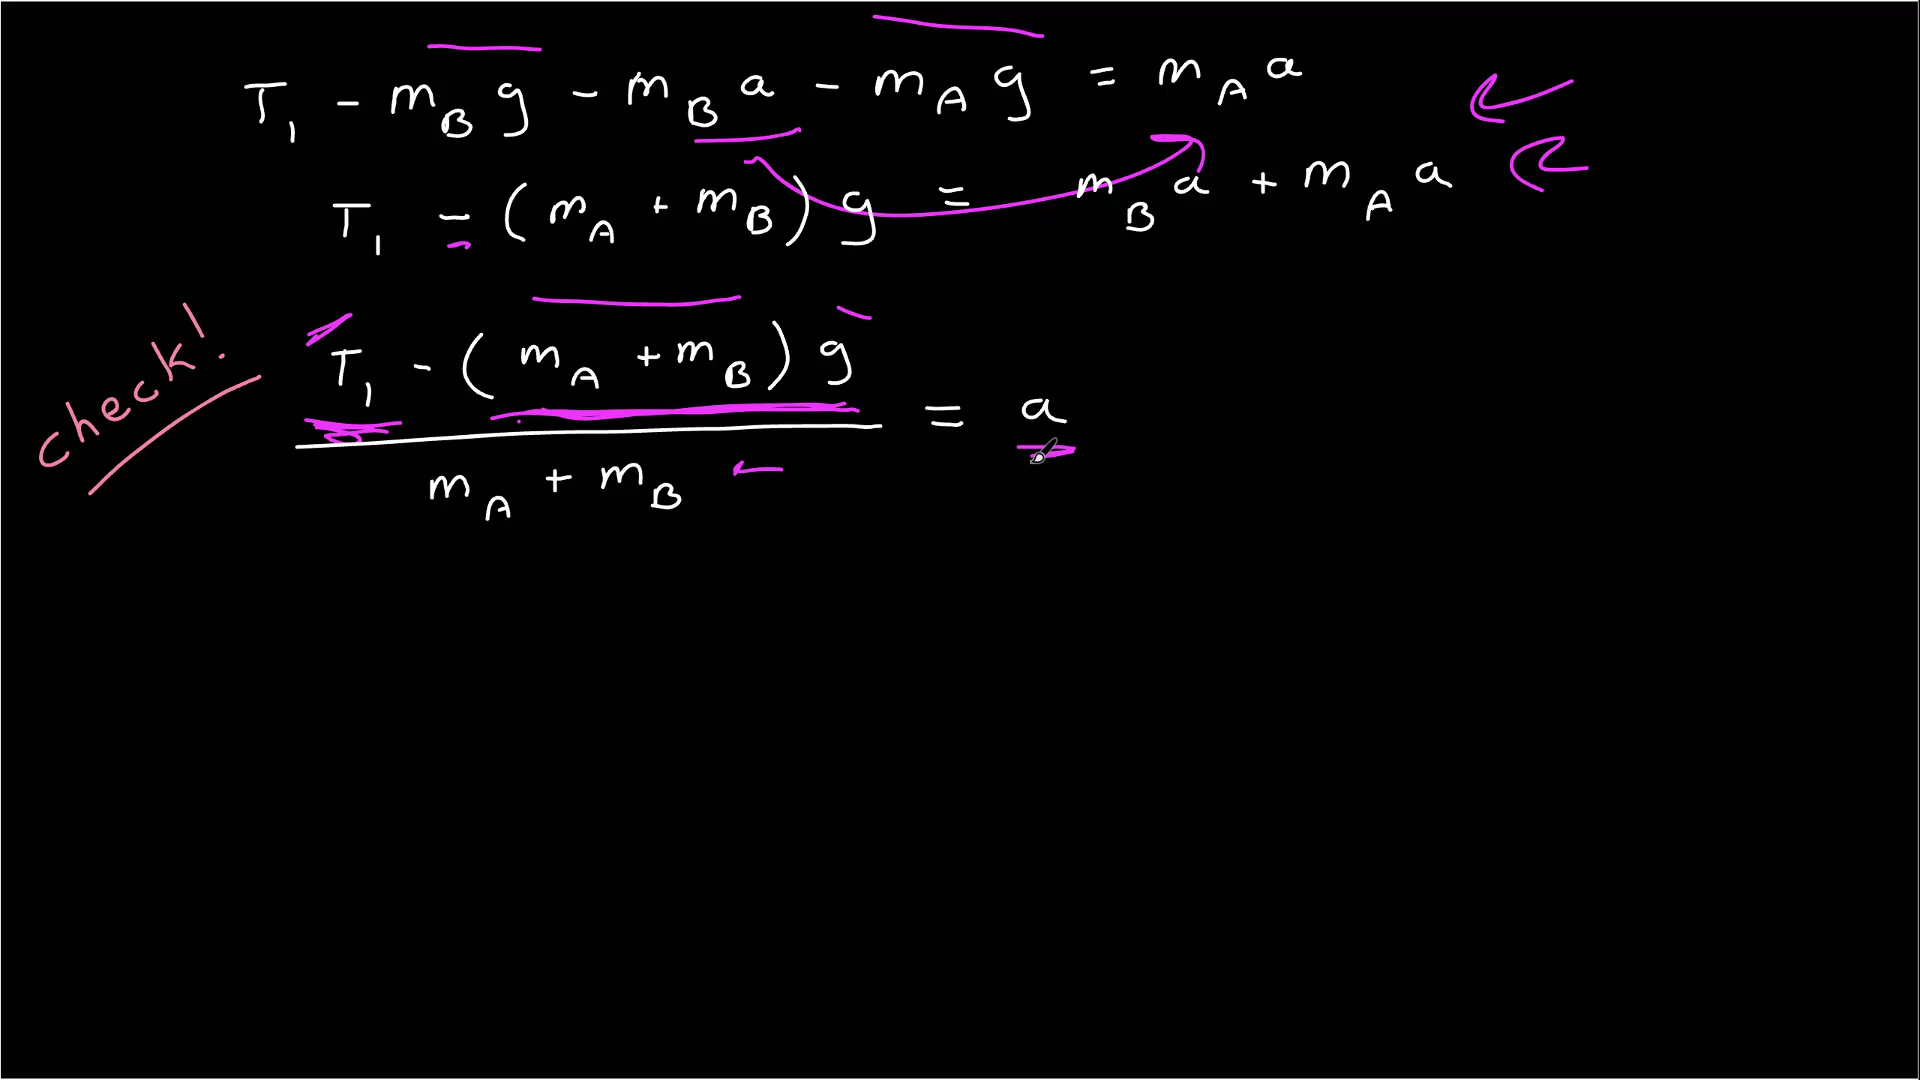 T₁ - m_B g - m_B a - m_A g = m_A a
T₁ = (m_A + m_B) g = m_B a + m_A a
check!
T₁ - (m_A + m_B) g
= a
m_A + m_B